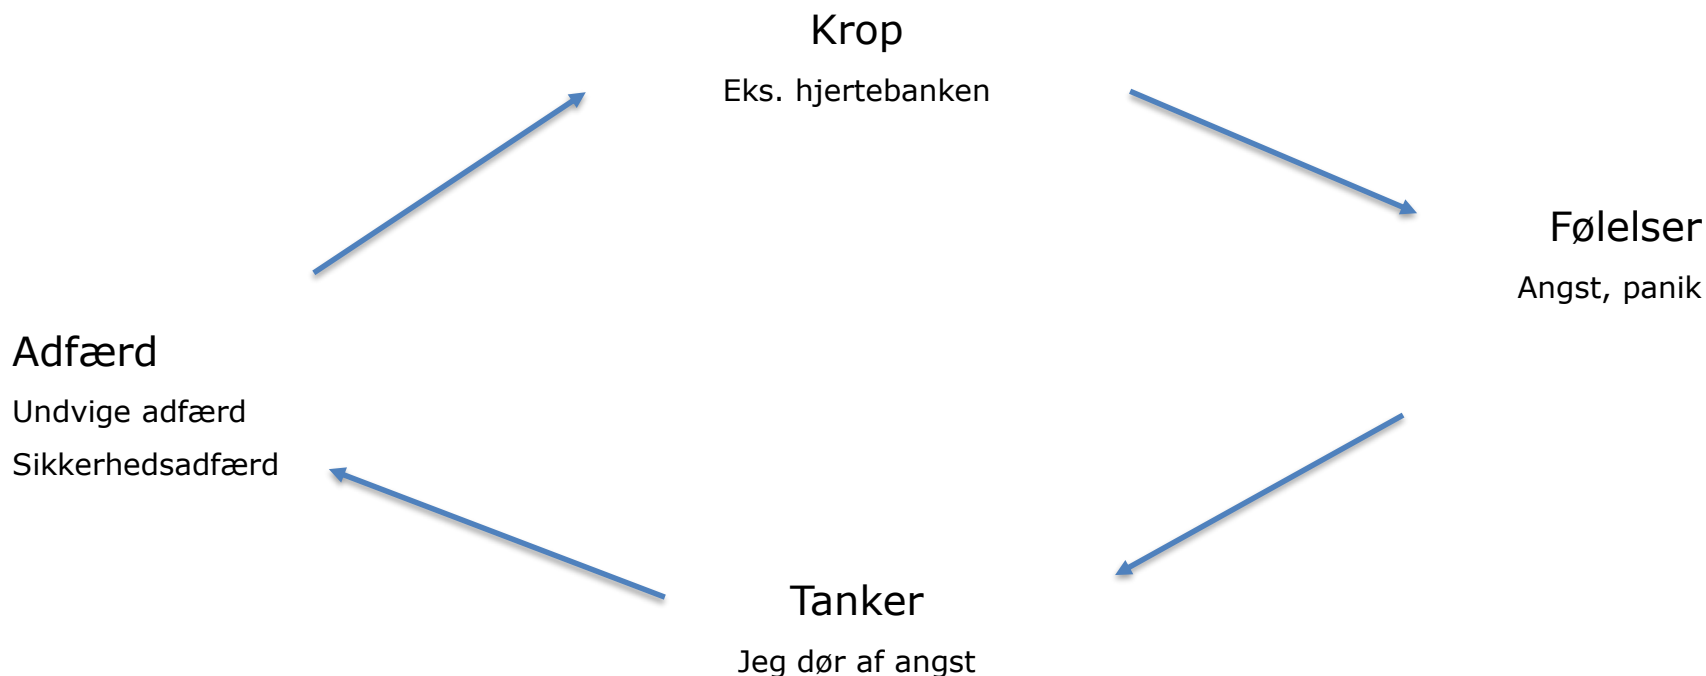 Krop
Eks. hjertebanken
Følelser
Angst, panik
Adfærd
Undvige adfærd
Sikkerhedsadfærd
Tanker
Jeg dør af angst